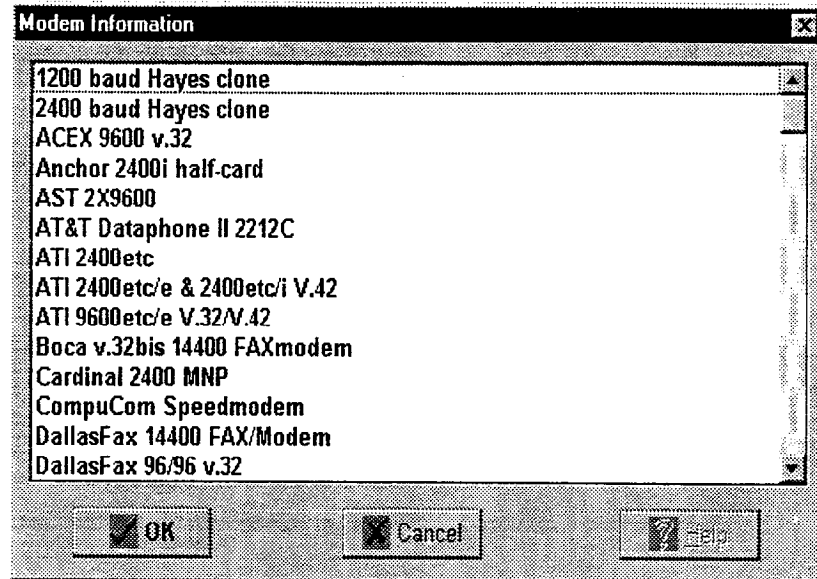 Modem Information
1200 baud Hayes clone
2400 baud Hayes clone
ACEX 9600 v.32
Anchor 2400i half-card
AST 2X9600
AT&T Dataphone II 2212C
ATI 2400etc
ATI 2400etc/e & 2400etc/i V.42
ATI 9600etc/e V.32/V.42
Boca v.32bis 14400 FAXmodem
Cardinal 2400 MNP
CompuCom Speedmodem
DallasFax 14400 FAX/Modem
DallasFax 96/96 v.32
OK
Cancel
Help